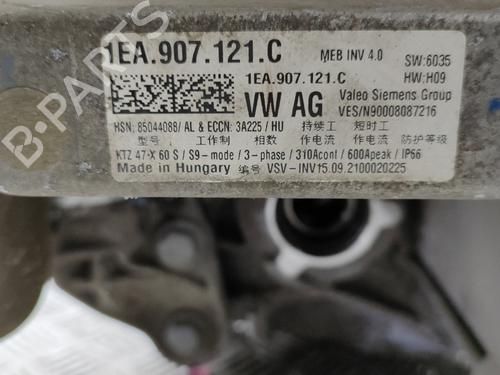 1EA.907.121.C MEB INV 4.0 SW:6035
1EA.907.121.C HW:H09
VW AG Valeo Siemens Group
VES/N90008087216
HSN: 85044088/ AL & ECCN: 3A225 / HU 持续工 短时工
型号 工作制 相数 作电流 作电流 防护等级
KTZ 47-X 60 S / S9-mode / 3-phase / 310Acont / 600Apeak / IP66
Made in Hungary 编号 VSV-INV15.09.2100020225
B-PARTS